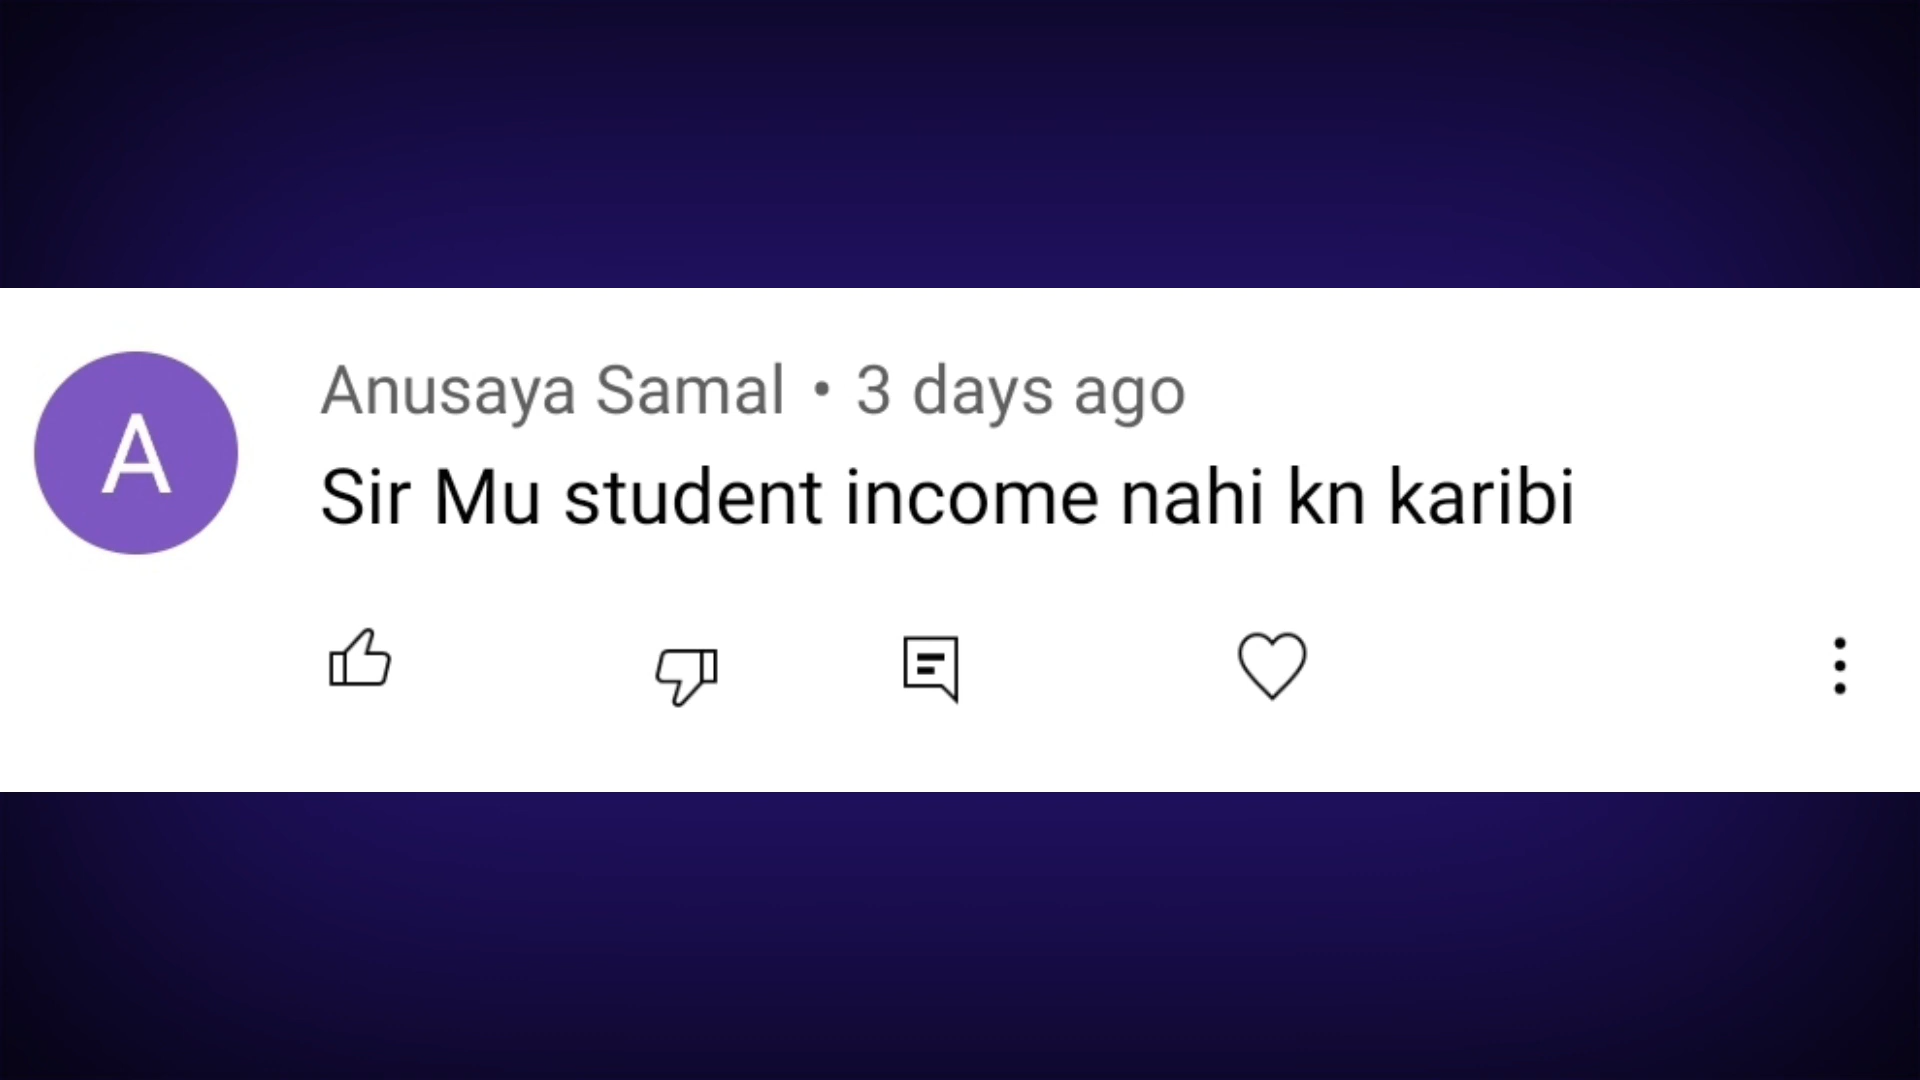 A
Anusaya Samal • 3 days ago
Sir Mu student income nahi kn karibi